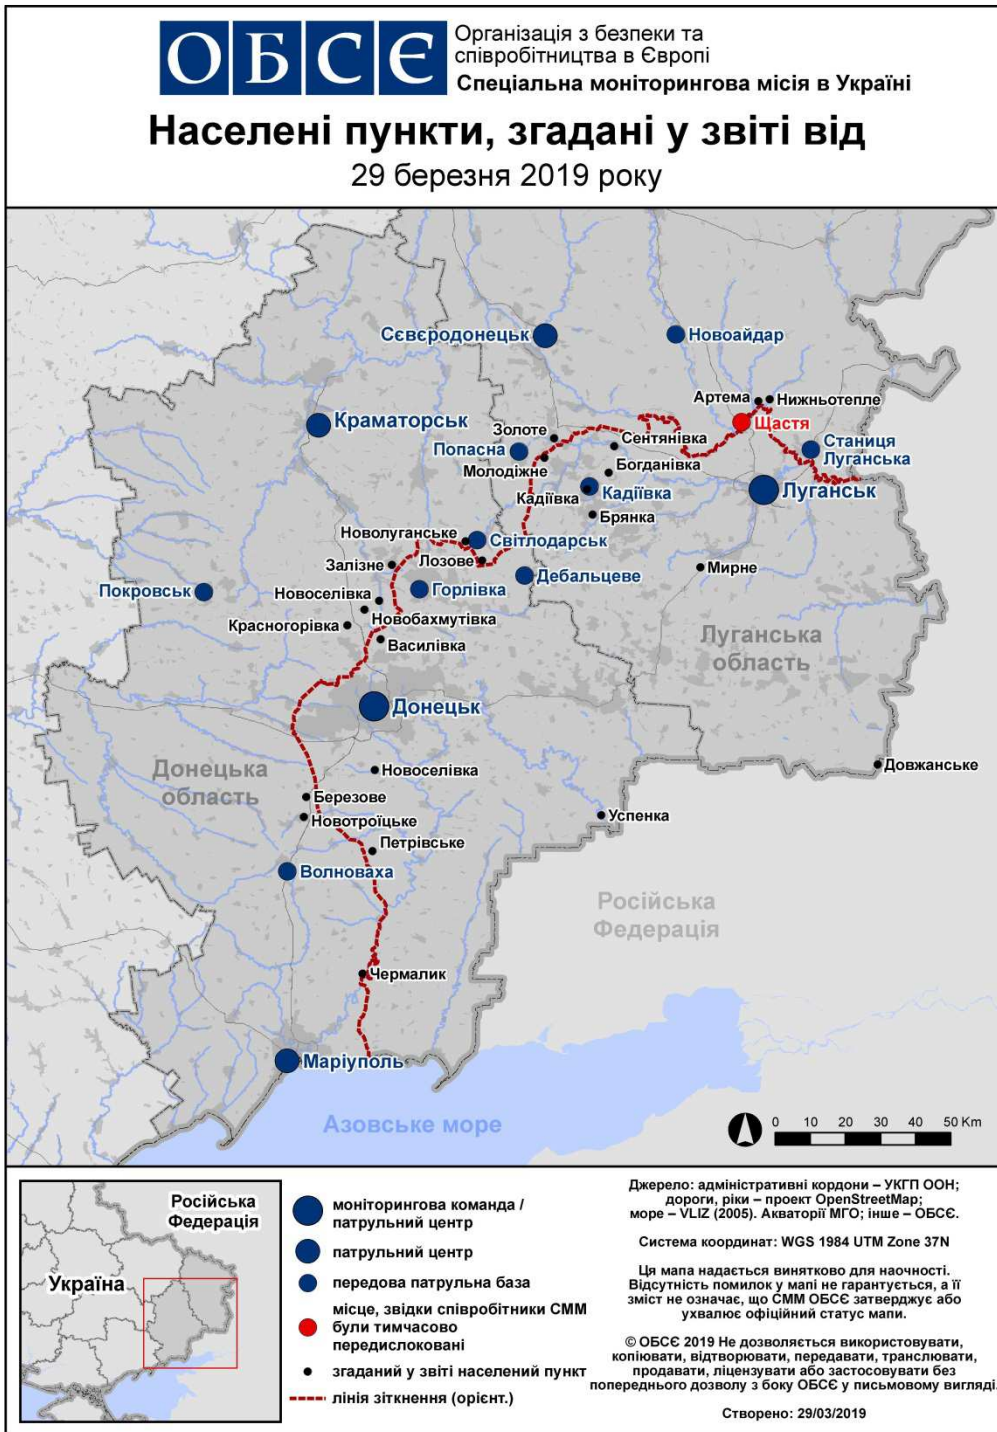 ОБСЄ
Організація з безпеки та
співробітництва в Європі
Спеціальна моніторингова місія в Україні
Населені пункти, згадані у звіті від
29 березня 2019 року
Сєвєродонецьк
Новоайдар
Артема
Нижньотепле
Щастя
Краматорськ
Золоте
Сентянівка
Станиця
Луганська
Попасна
Молодіжне
Богданівка
Кадіївка
Кадіївка
Луганськ
Брянка
Новолуганське
Світлодарськ
Лозове
Залізне
Мирне
Дебальцеве
Покровськ
Горлівка
Новоселівка
Новобахмутівка
Красногорівка
Василівка
Луганська
область
Донецьк
Донецька
область
Новоселівка
Довжанське
Березове
Новотроїцьке
Успенка
Петрівське
Волноваха
Російська
Федерація
Чермалик
Маріуполь
Азовське море
0 10 20 30 40 50 Км
Російська
Федерація
Україна
моніторингова команда /
патрульний центр
патрульний центр
передова патрульна база
місце, звідки співробітники СММ
були тимчасово
передислоковані
згаданий у звіті населений пункт
лінія зіткнення (орієнт.)
Джерело: адміністративні кордони – УКГП ООН;
дороги, ріки – проект OpenStreetMap;
море – VLIZ (2005). Акваторії МГО; інше – ОБСЄ.
Система координат: WGS 1984 UTM Zone 37N
Ця мапа надається винятково для наочності.
Відсутність помилок у мапі не гарантується, а її
зміст не означає, що СММ ОБСЄ затверджує або
ухвалює офіційний статус мапи.
© ОБСЄ 2019 Не дозволяється використовувати,
копіювати, відтворювати, передавати, транслювати,
продавати, ліцензувати або застосовувати без
попереднього дозволу з боку ОБСЄ у письмовому вигляді.
Створено: 29/03/2019